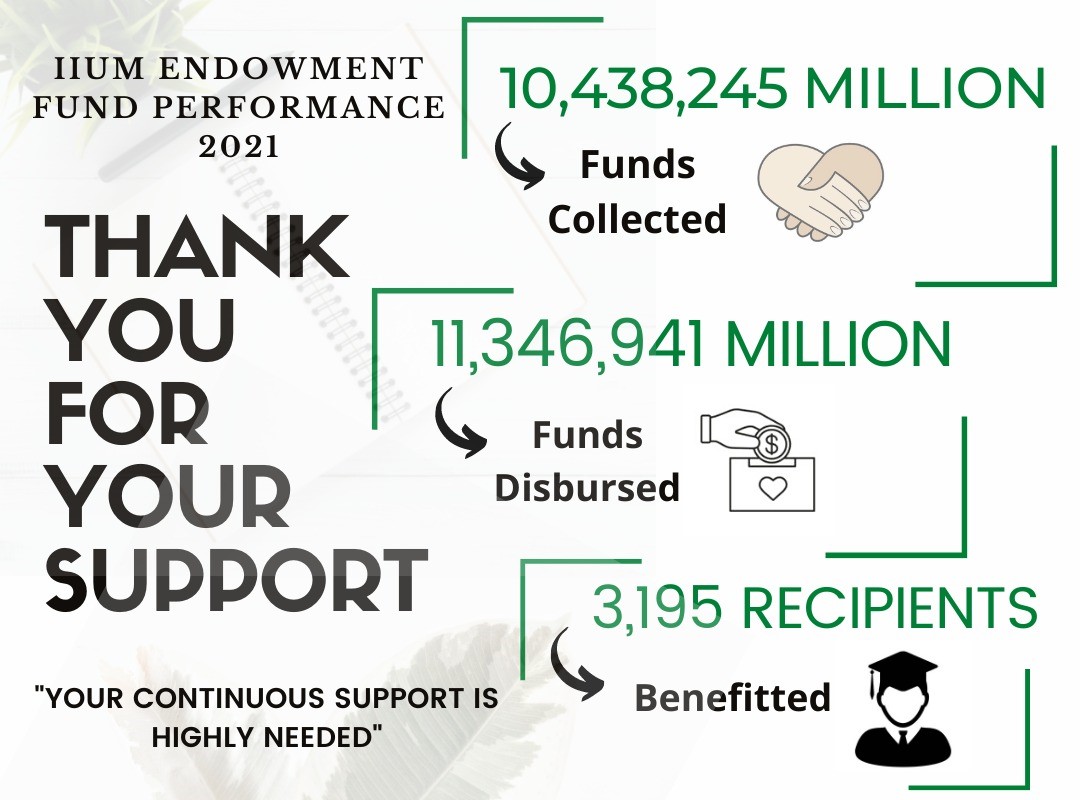 IIUM ENDOWMENT
FUND PERFORMANCE
2021
THANK
YOU
FOR
YOUR
SUPPORT
"YOUR CONTINUOUS SUPPORT IS
HIGHLY NEEDED"
10,438,245 MILLION
Funds
Collected
11,346,941 MILLION
Funds
Disbursed
$
3,195 RECIPIENTS
Benefitted